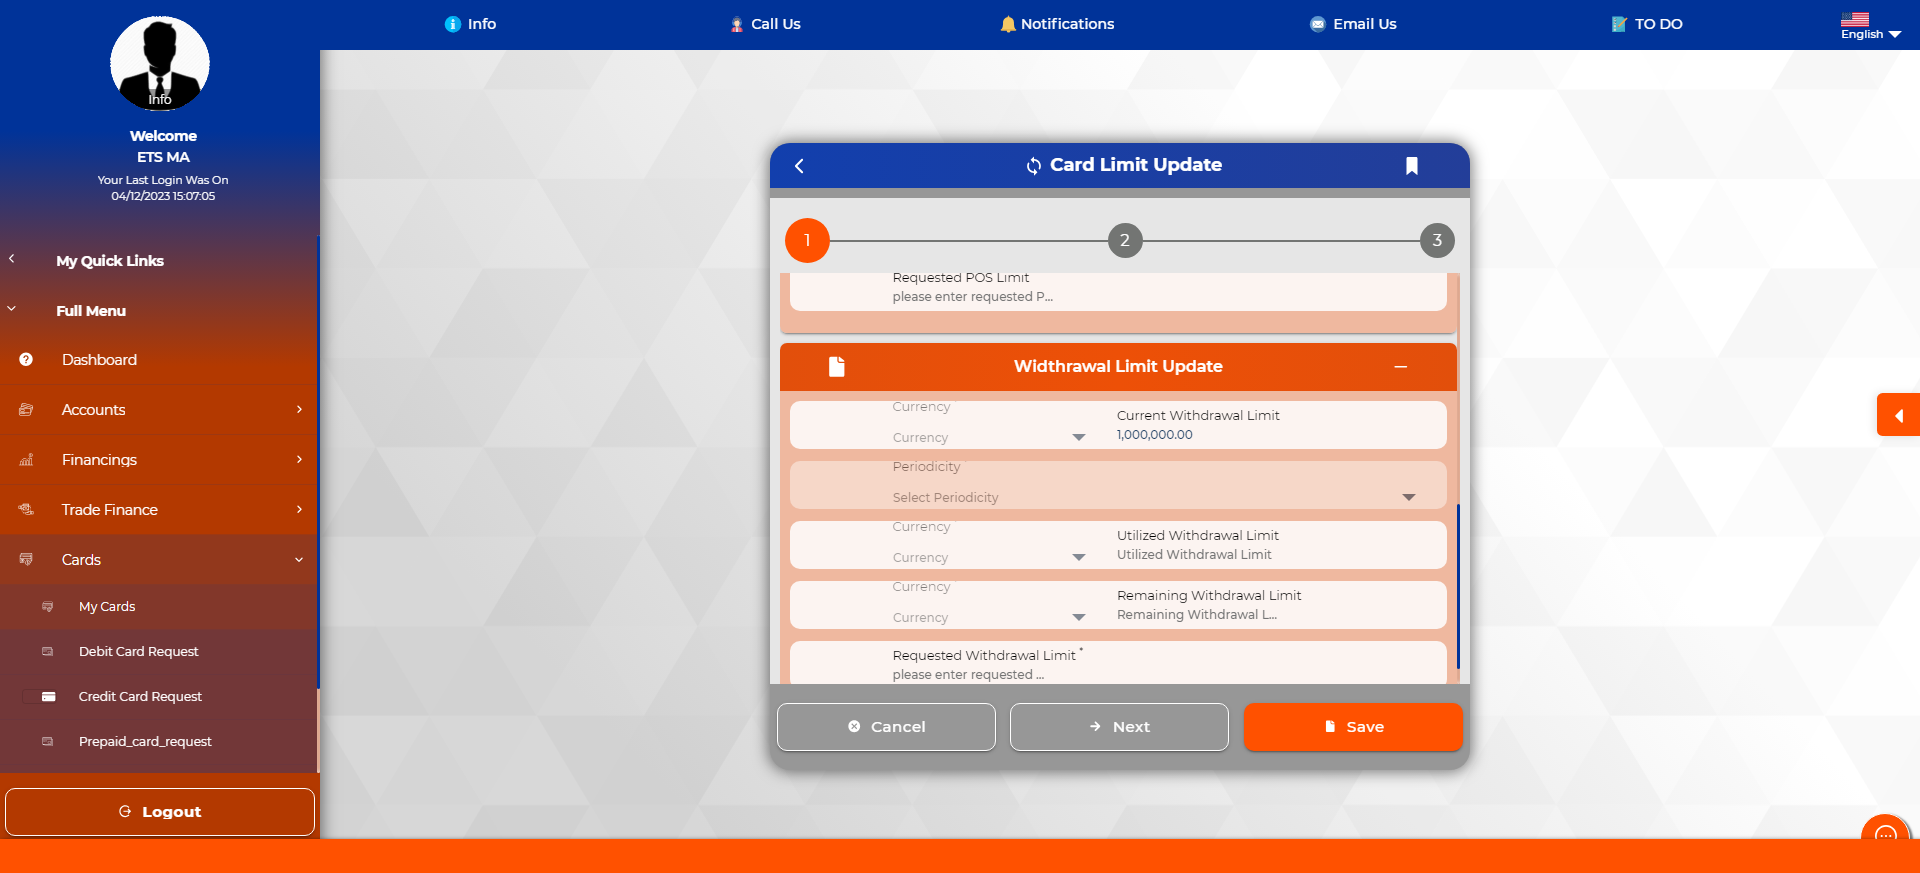 Info
Call Us
Notifications
Email Us
TO DO
English
Info
Welcome
ETS MA
Your Last Login Was On
04/12/2023 15:07:05
My Quick Links
Full Menu
Dashboard
Accounts
Financings
Trade Finance
Cards
My Cards
Debit Card Request
Credit Card Request
Prepaid_card_request
Logout
Card Limit Update
1
2
3
Requested POS Limit
please enter requested P...
Widthrawal Limit Update
Currency
Current Withdrawal Limit
Currency
1,000,000.00
Periodicity
Select Periodicity
Currency
Utilized Withdrawal Limit
Currency
Utilized Withdrawal Limit
Currency
Remaining Withdrawal Limit
Currency
Remaining Withdrawal L...
Requested Withdrawal Limit *
please enter requested ...
Cancel
Next
Save